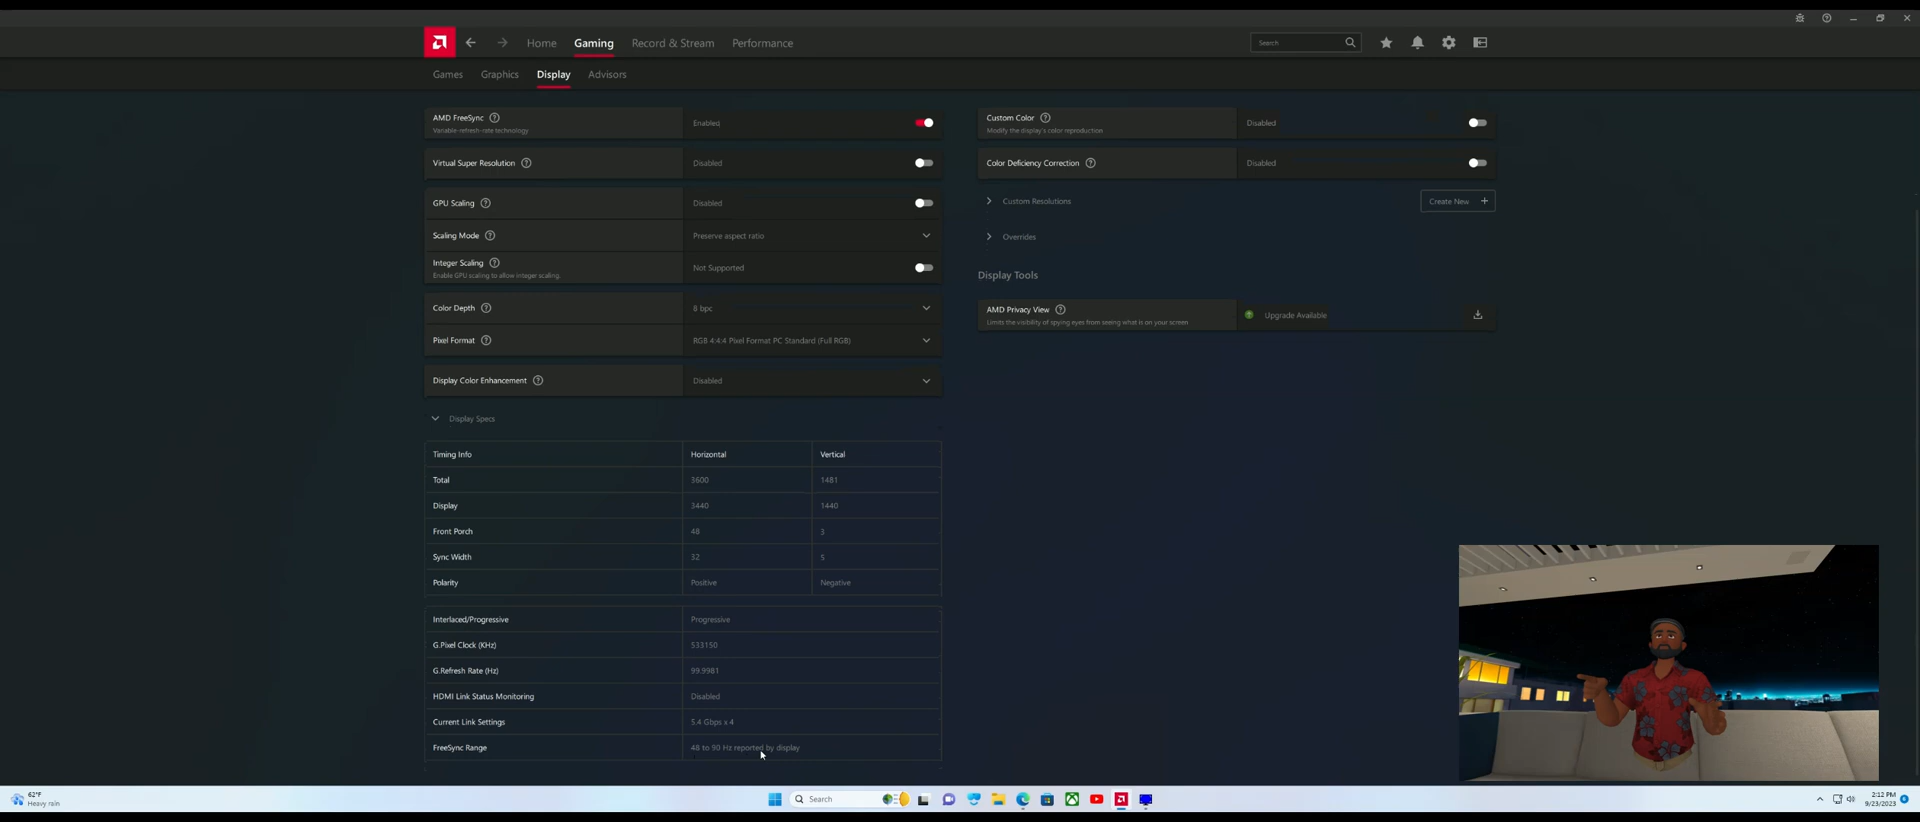 Home
Gaming
Record & Stream
Performance
Search
Games
Graphics
Display
Advisors
AMD FreeSync
Variable-refresh-rate technology
Enabled
Virtual Super Resolution
Disabled
GPU Scaling
Disabled
Scaling Mode
Preserve aspect ratio
Integer Scaling
Enable GPU scaling to allow integer scaling.
Not Supported
Color Depth
8 bpc
Pixel Format
RGB 4:4:4 Pixel Format PC Standard (Full RGB)
Display Color Enhancement
Disabled
Display Specs
Timing Info Horizontal Vertical
Total 3600 1481
Display 3440 1440
Front Porch 48 3
Sync Width 32 5
Polarity Positive Negative
Interlaced/Progressive Progressive
G.Pixel Clock (KHz) 533150
G.Refresh Rate (Hz) 99.9981
HDMI Link Status Monitoring Disabled
Current Link Settings 5.4 Gbps x 4
FreeSync Range 48 to 90 Hz reported by display
Custom Color
Modify the display's color reproduction
Disabled
Color Deficiency Correction
Disabled
Custom Resolutions
Create New +
Overrides
Display Tools
AMD Privacy View
Limits the visibility of spying eyes from seeing what is on your screen
Upgrade Available
62°F
Heavy rain
Search
2:12 PM
9/23/2023